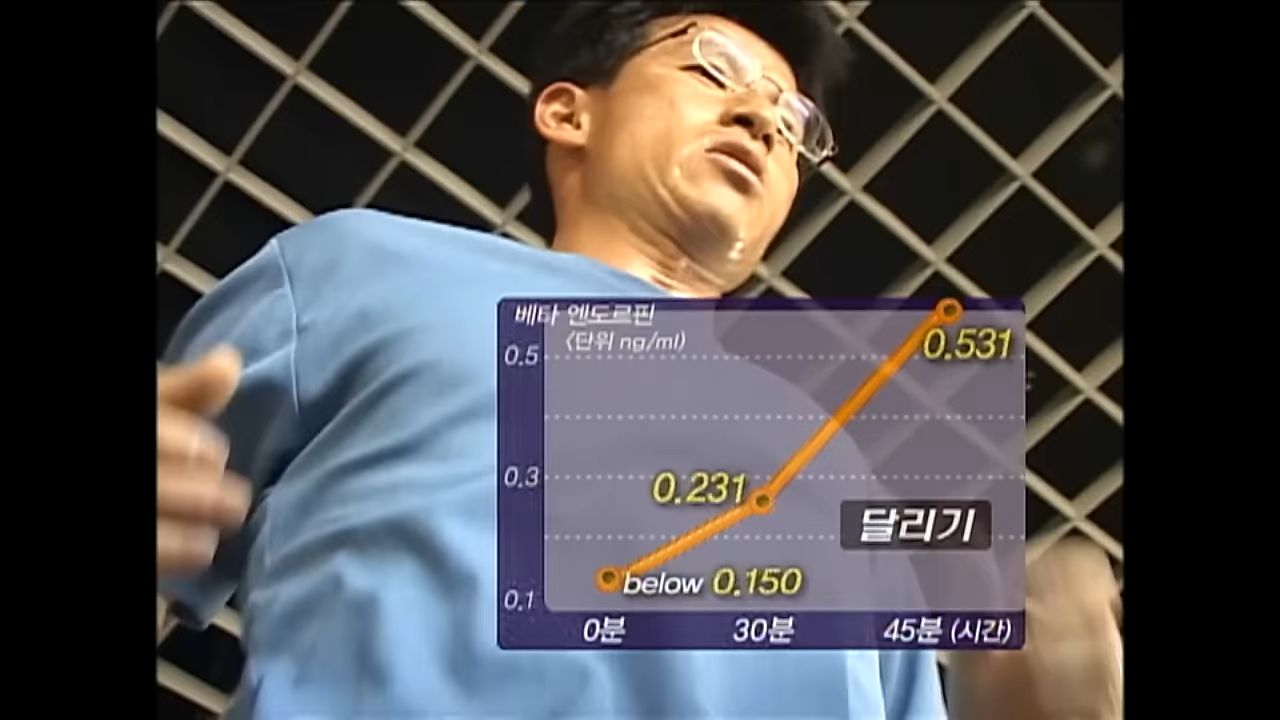 베타 엔도르핀
(단위 ng/ml)
0.5
0.531
0.3
0.231
달리기
below 0.150
0.1
0분 30분 45분 (시간)